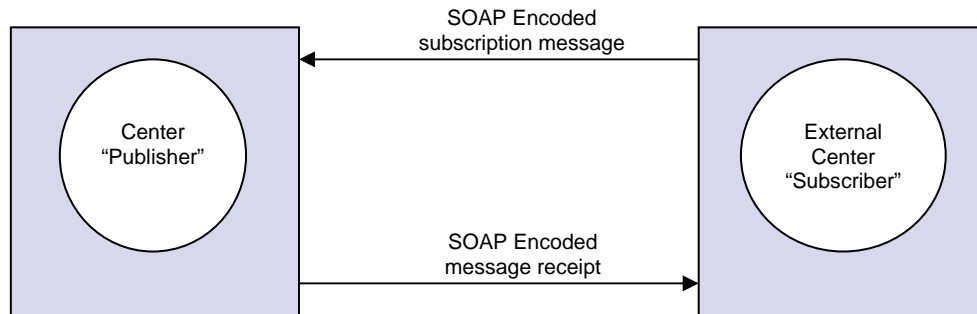 SOAP Encoded
subscription message
Center
“Publisher”
External
Center
“Subscriber”
SOAP Encoded
message receipt